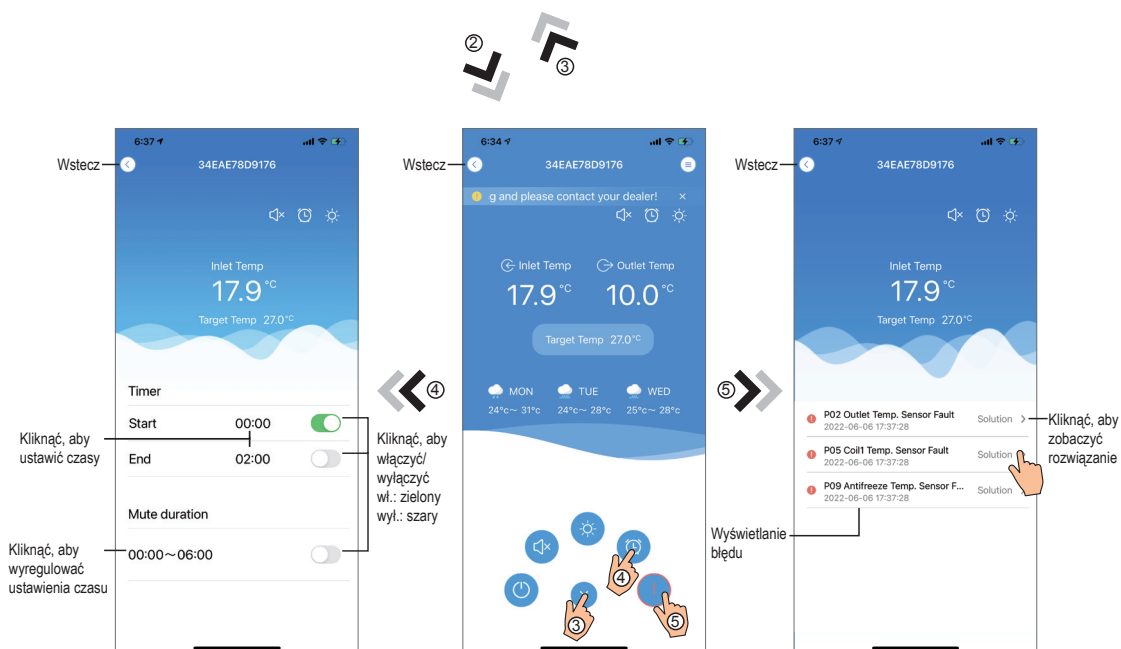 ②
③
6:37
Wstecz
34EAE78D9176
Inlet Temp
17.9°C
Target Temp 27.0°C
Timer
Start 00:00
End 02:00
Kliknąć, aby
ustawić czasy
Mute duration
00:00～06:00
Kliknąć, aby
wyregulować
ustawienia czasu
④
Kliknąć, aby
włączyć/
wyłączyć
wł.: zielony
wył.: szary
6:34
Wstecz
34EAE78D9176
g and please contact your dealer! ×
Inlet Temp Outlet Temp
17.9°C 10.0°C
Target Temp 27.0°C
MON TUE WED
24°c～ 31°c 24°c～ 28°c 25°c～ 28°c
④
③
⑤
⑤
6:37
Wstecz
34EAE78D9176
Inlet Temp
17.9°C
Target Temp 27.0°C
P02 Outlet Temp. Sensor Fault Solution
2022-06-06 17:37:28
P05 Coil1 Temp. Sensor Fault Solution
2022-06-06 17:37:28
P09 Antifreeze Temp. Sensor F... Solution
2022-06-06 17:37:28
Kliknąć, aby
zobaczyć
rozwiązanie
Wyświetlanie
błędu